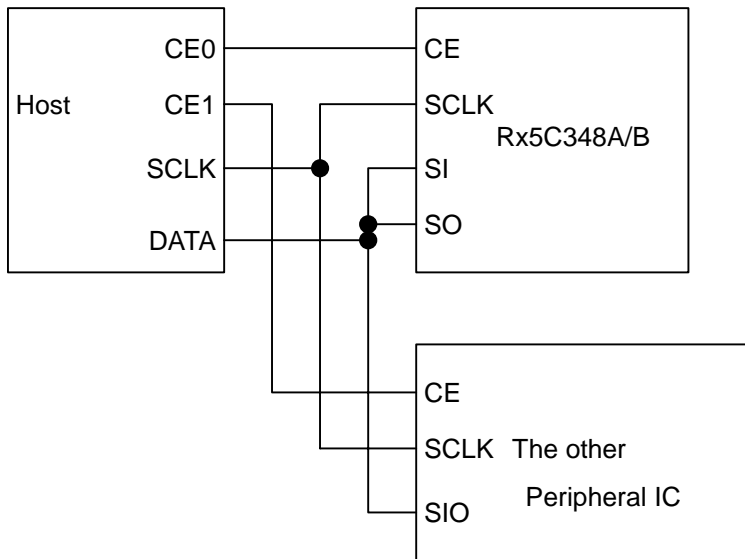 CE0
CE
Host
CE1
SCLK
Rx5C348A/B
SCLK
SI
DATA
SO
CE
SCLK The other
Peripheral IC
SIO